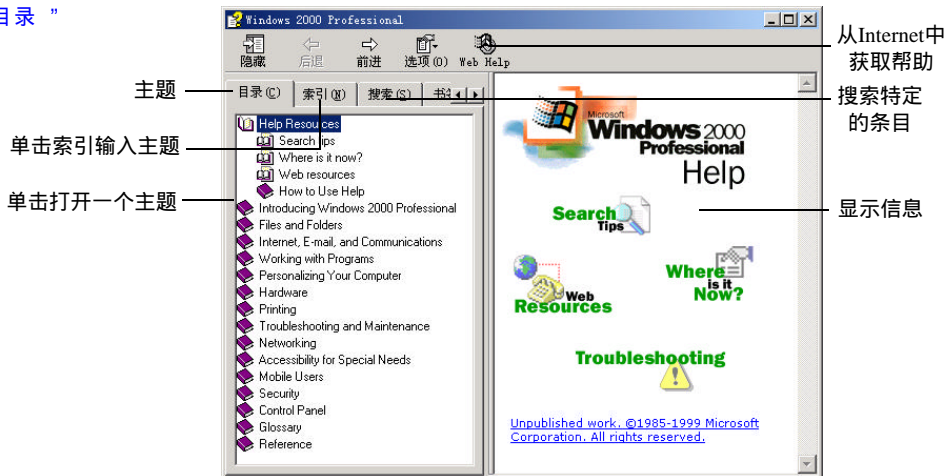 目录 ”
Windows 2000 Professional
隐藏
后退
前进
选项(O)
Web Help
从Internet中
获取帮助
主题
目录(C)
索引(N)
搜索(S)
搜索特定
的条目
单击索引输入主题
单击打开一个主题
Help Resources
Search Tips
Where is it now?
Web resources
How to Use Help
Introducing Windows 2000 Professional
Files and Folders
Internet, E-mail, and Communications
Working with Programs
Personalizing Your Computer
Hardware
Printing
Troubleshooting and Maintenance
Networking
Accessibility for Special Needs
Mobile Users
Security
Control Panel
Glossary
Reference
Microsoft
Windows 2000
Professional
Help
Search
Tips
显示信息
Where
is it
Now?
Web
Resources
Troubleshooting
Unpublished work. ©1985-1999 Microsoft
Corporation. All rights reserved.